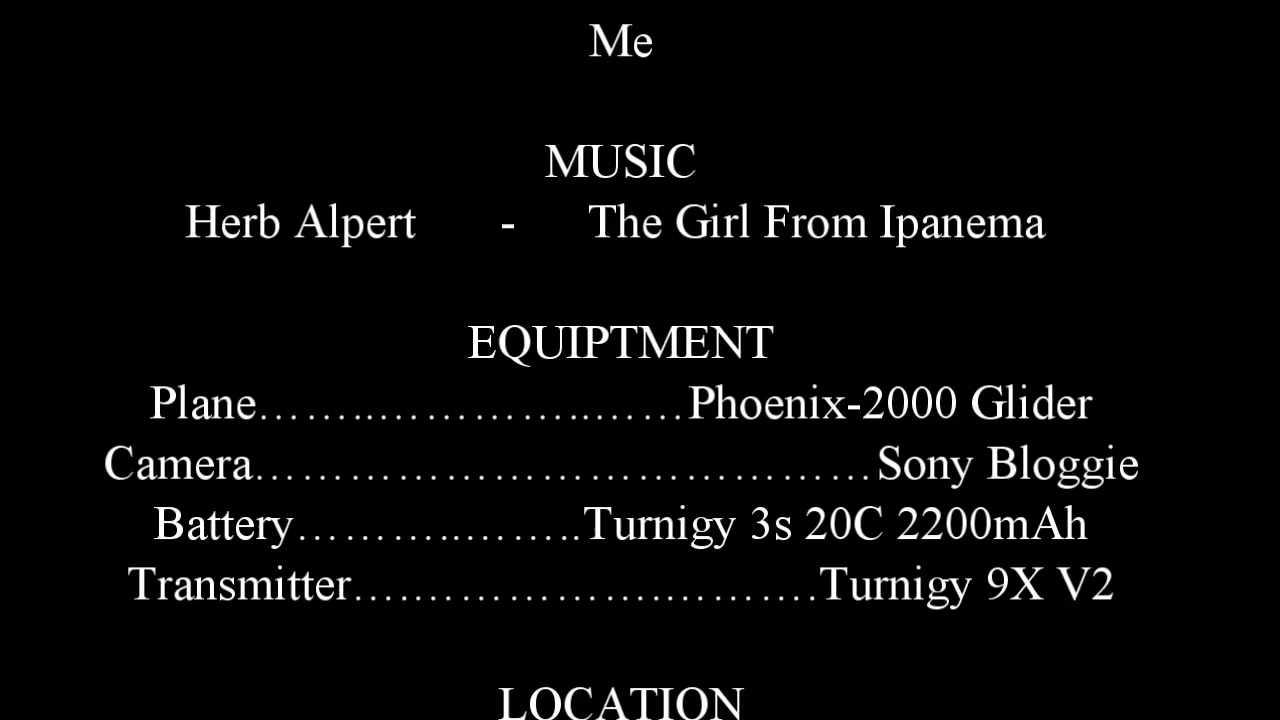 Me
MUSIC
Herb Alpert - The Girl From Ipanema
EQUIPTMENT
Plane……..…………..……Phoenix-2000 Glider
Camera…………………………………Sony Bloggie
Battery………..……..Turnigy 3s 20C 2200mAh
Transmitter….…………….……….Turnigy 9X V2
LOCATION